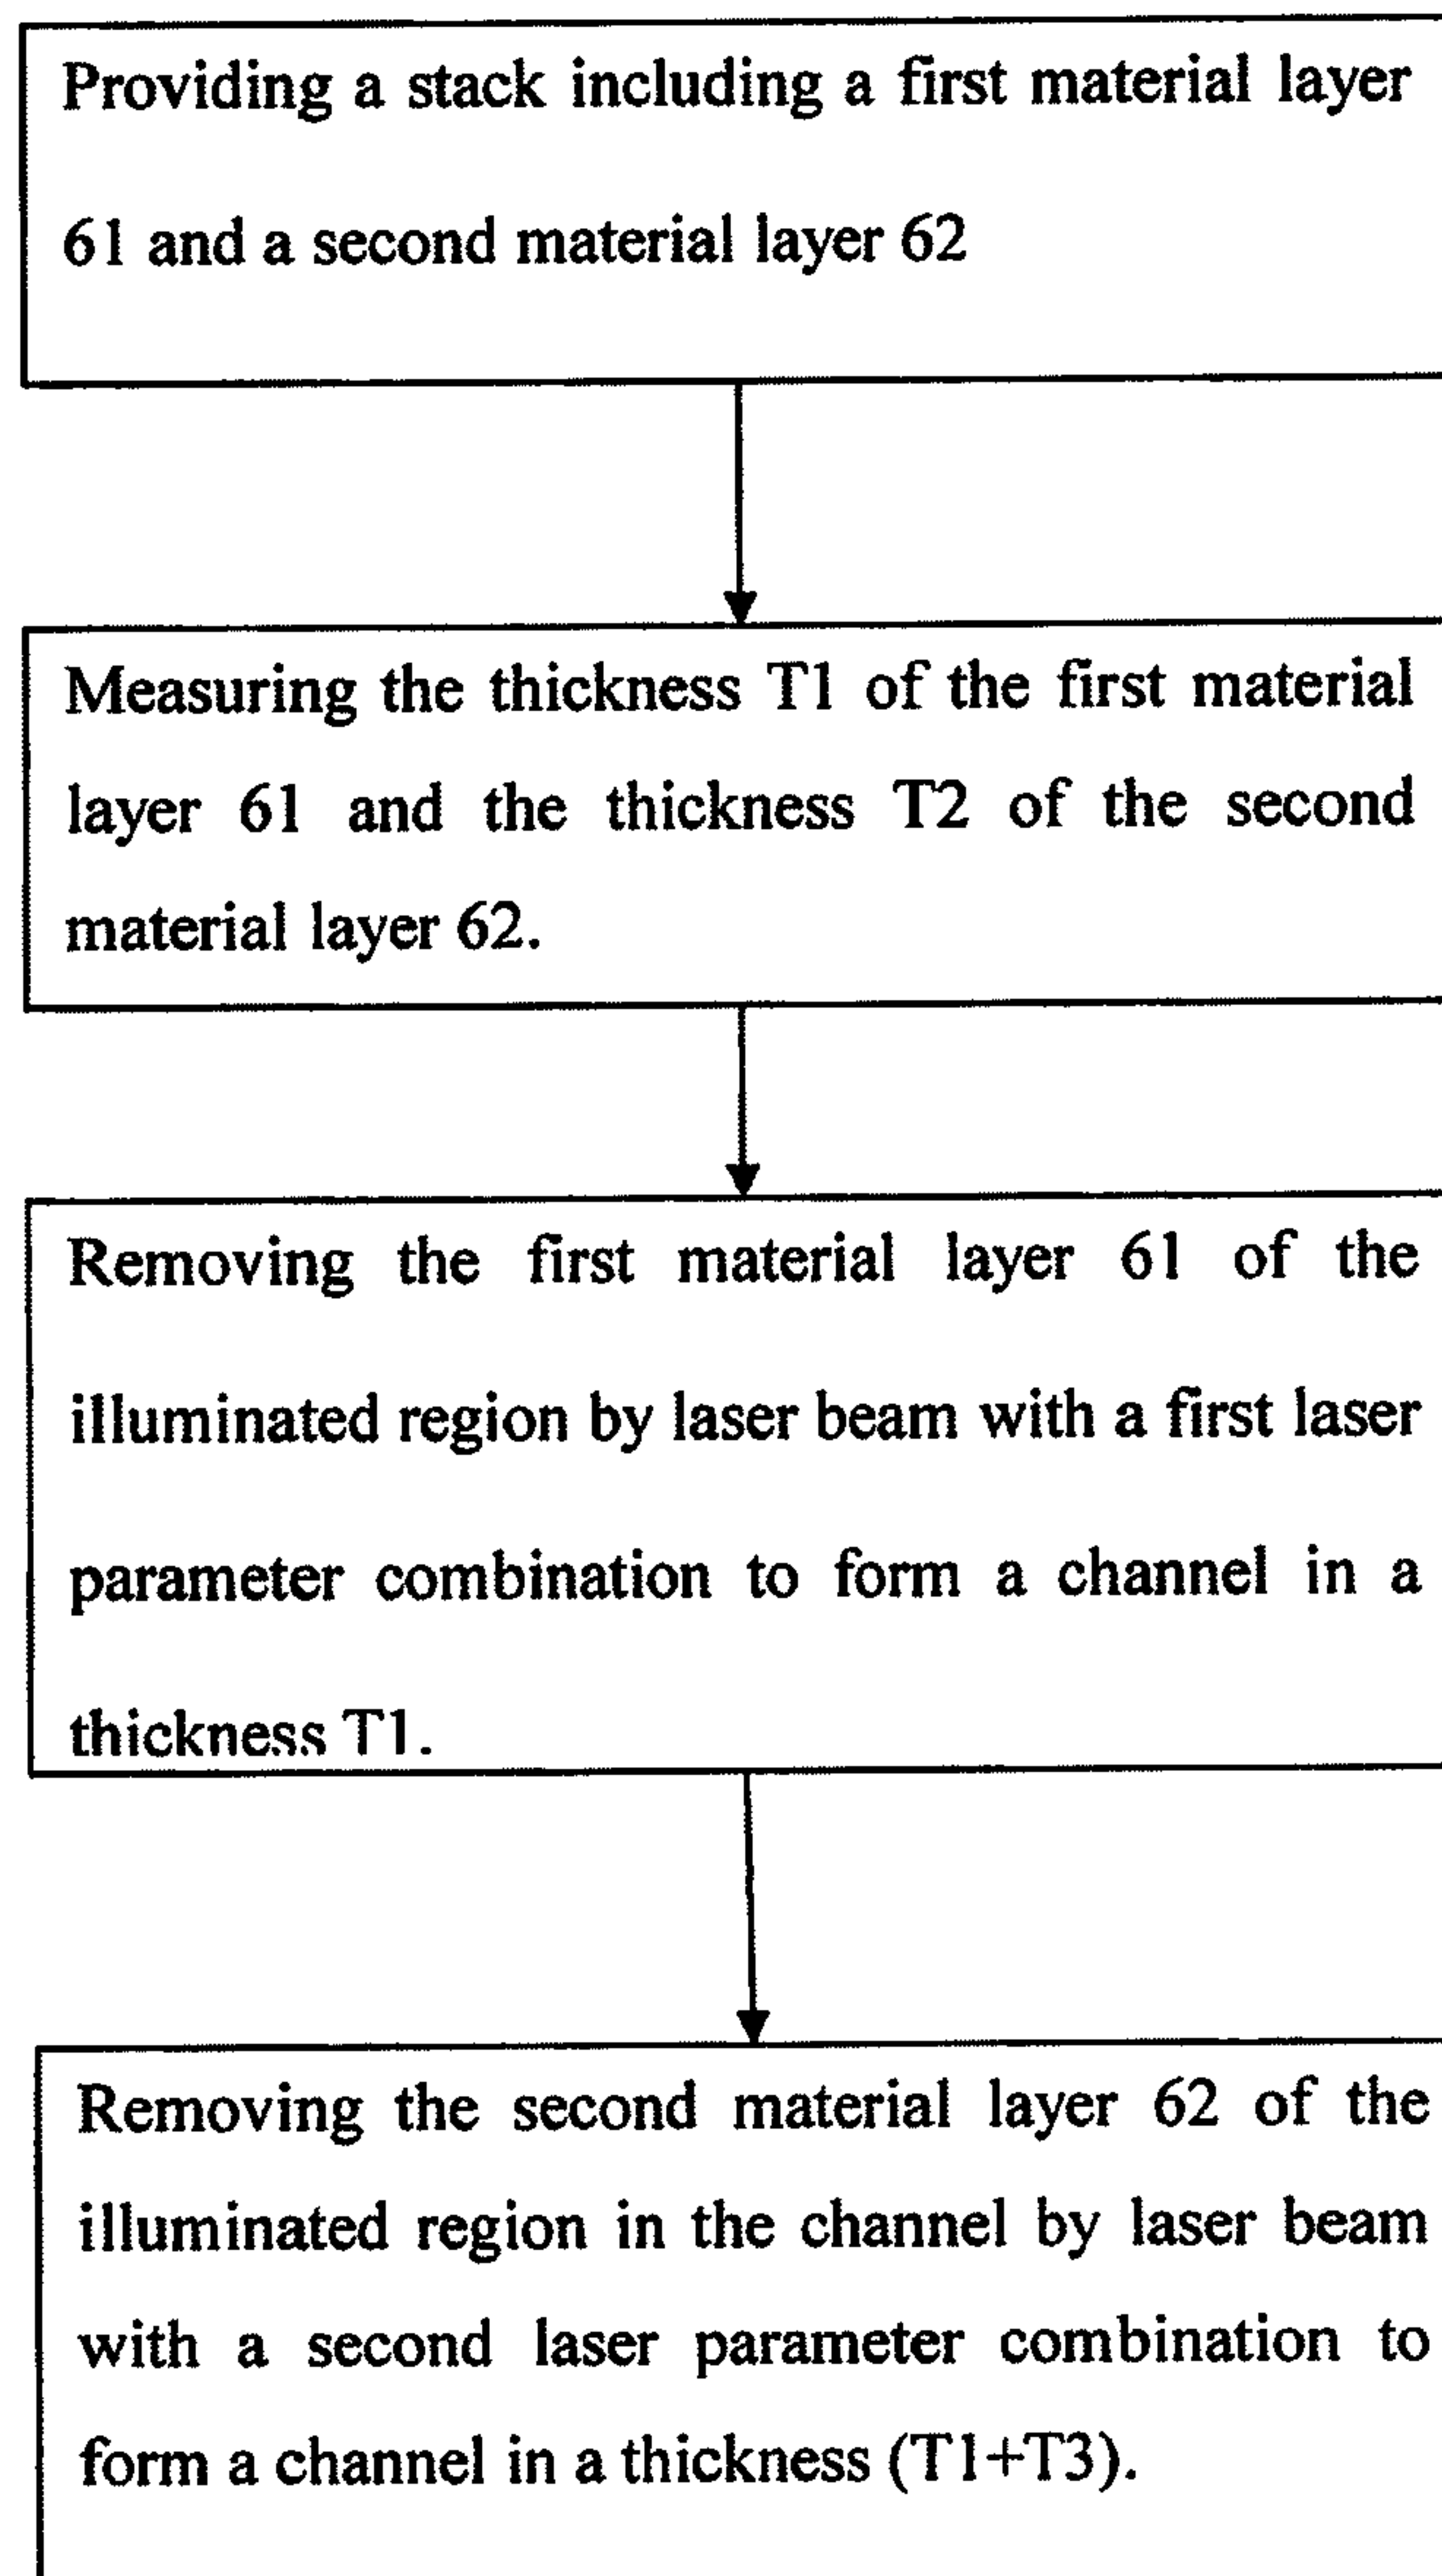 Providing a stack including a first material layer
61 and a second material layer 62
Measuring the thickness T1 of the first material
layer 61 and the thickness T2 of the second
material layer 62.
Removing the first material layer 61 of the
illuminated region by laser beam with a first laser
parameter combination to form a channel in a
thickness T1.
Removing the second material layer 62 of the
illuminated region in the channel by laser beam
with a second laser parameter combination to
form a channel in a thickness (T1+T3).